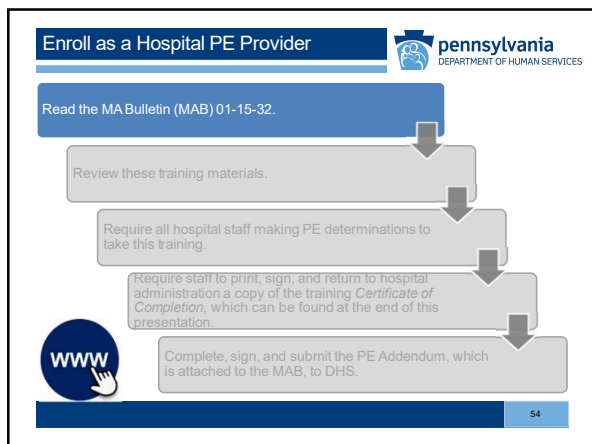 Enroll as a Hospital PE Provider
pennsylvania
DEPARTMENT OF HUMAN SERVICES
Read the MA Bulletin (MAB) 01-15-32.
Review these training materials.
Require all hospital staff making PE determinations to
take this training.
Require staff to print, sign, and return to hospital
administration a copy of the training Certificate of
Completion, which can be found at the end of this
presentation.
Complete, sign, and submit the PE Addendum, which
is attached to the MAB, to DHS.
www
54